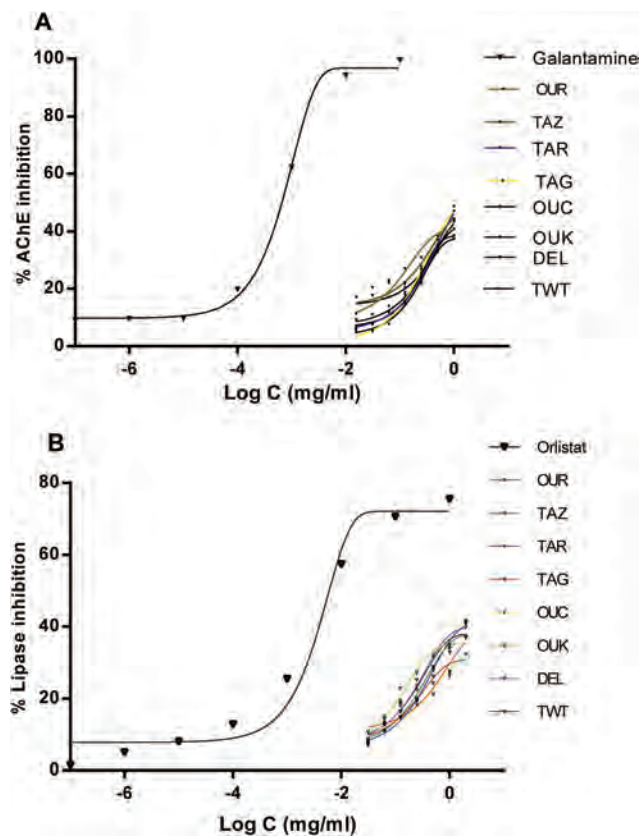 A
% AChE inhibition
100
80
60
40
20
0
-6
-4
-2
0
Log C (mg/ml)
Galantamine
OUR
TAZ
TAR
TAG
OUC
OUK
DEL
TWT
B
% Lipase inhibition
80
60
40
20
0
-6
-4
-2
0
Log C (mg/ml)
Orlistat
OUR
TAZ
TAR
TAG
OUC
OUK
DEL
TWT